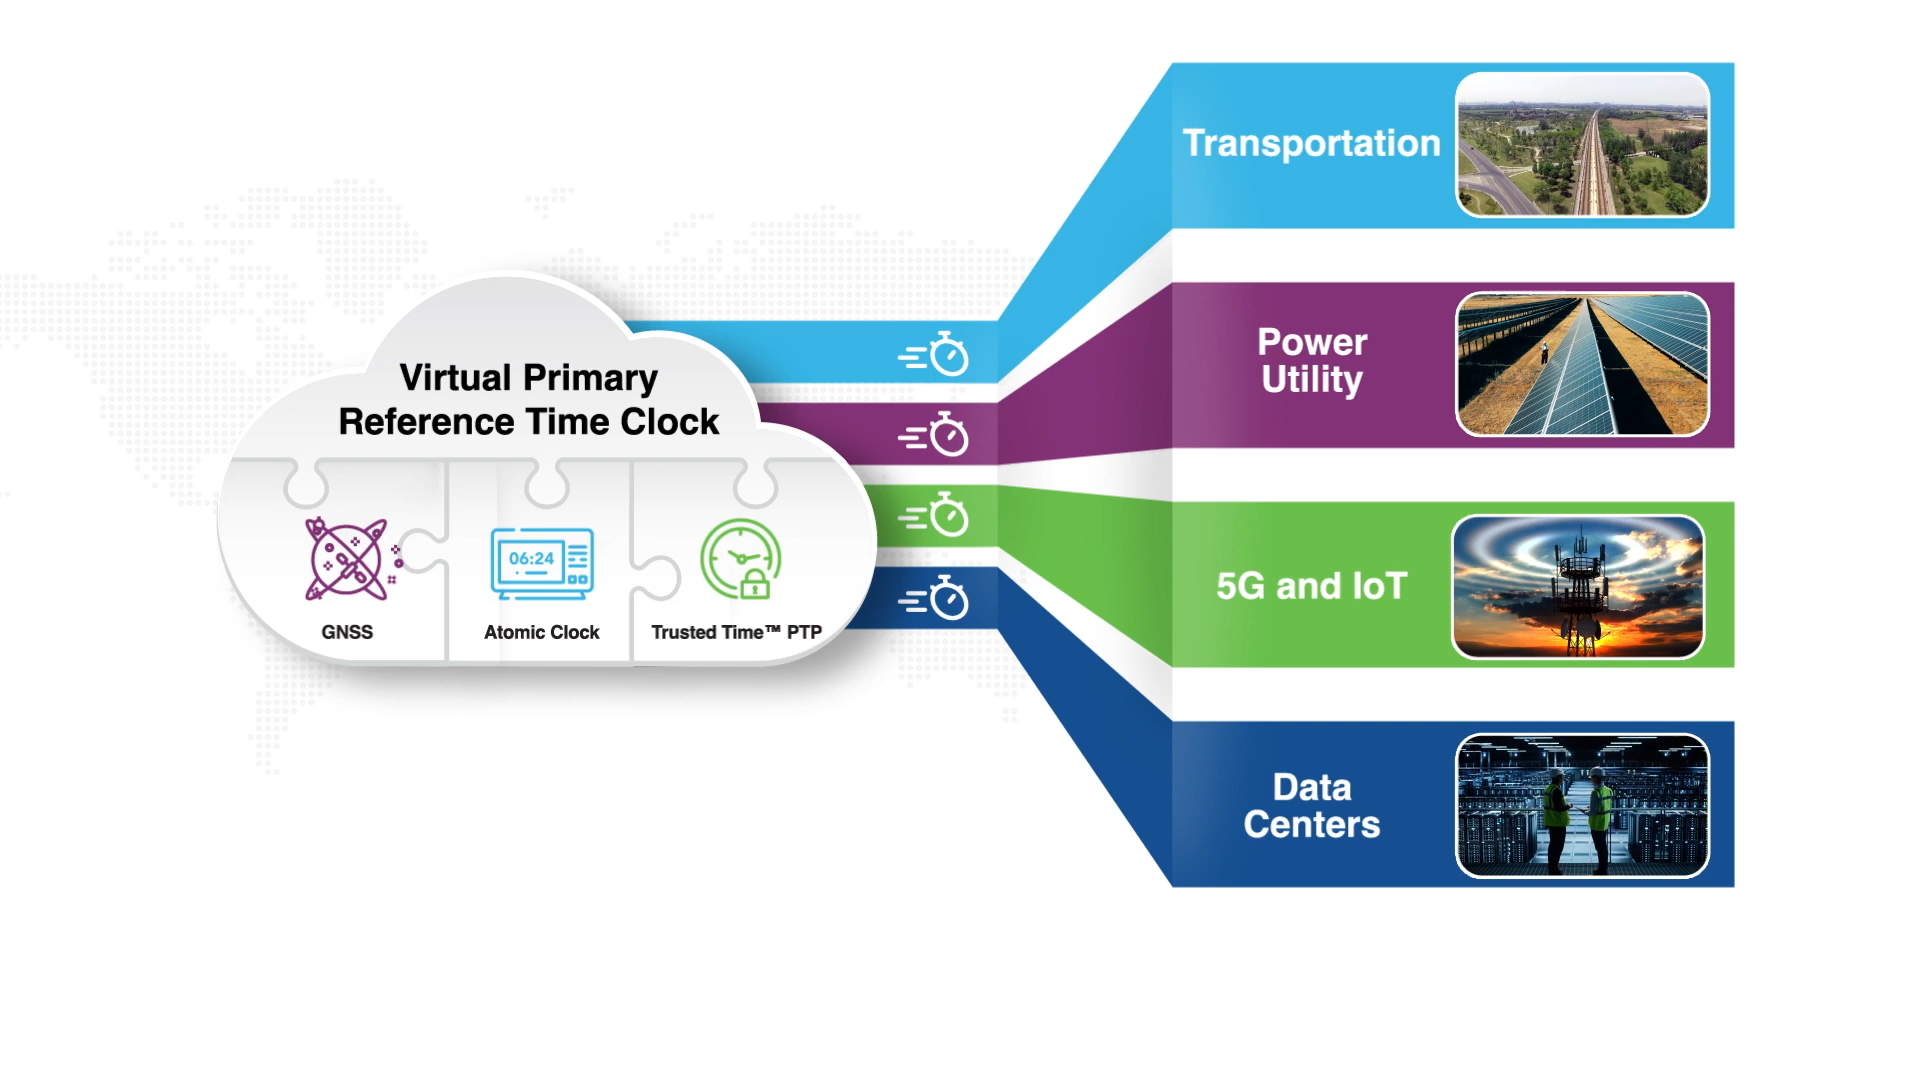 Virtual Primary
Reference Time Clock
06:24
GNSS
Atomic Clock
Trusted Time™ PTP
Transportation
Power
Utility
5G and IoT
Data
Centers